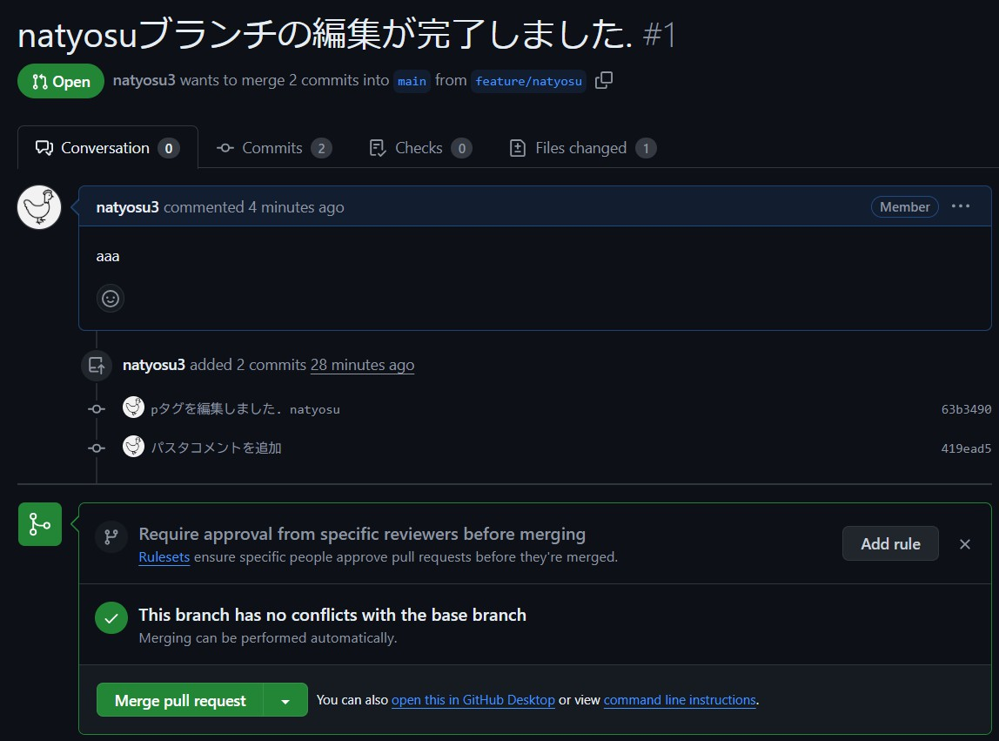 natyosuブランチの編集が完了しました. #1
Open natyosu3 wants to merge 2 commits into main from feature/natyosu
Conversation 0 Commits 2 Checks 0 Files changed 1
natyosu3 commented 4 minutes ago Member
aaa
natyosu3 added 2 commits 28 minutes ago
pタグを編集しました．natyosu 63b3490
パスタコメントを追加 419ead5
Require approval from specific reviewers before merging
Rulesets ensure specific people approve pull requests before they're merged.
Add rule
This branch has no conflicts with the base branch
Merging can be performed automatically.
Merge pull request You can also open this in GitHub Desktop or view command line instructions.